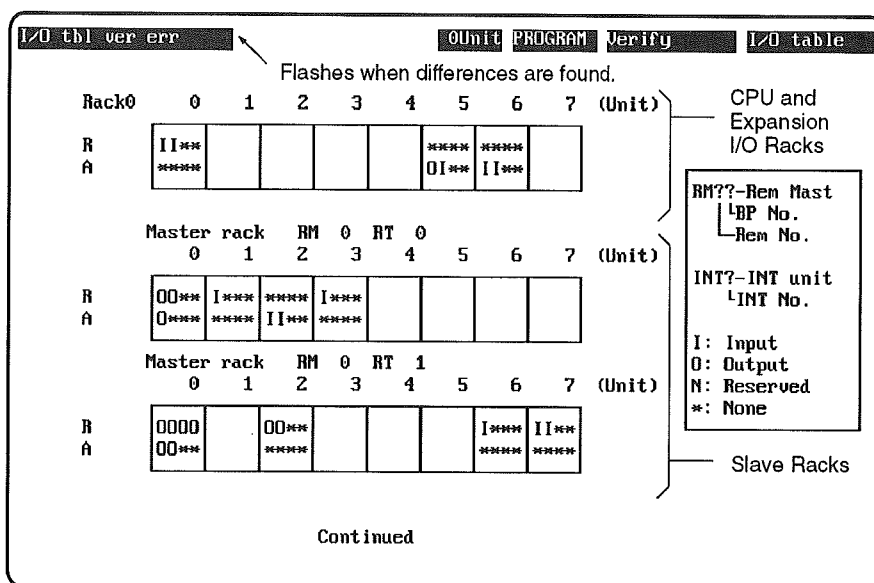 I/O tbl ver err 0Unit PROGRAM Verify I/O table
Flashes when differences are found.
Rack0 0 1 2 3 4 5 6 7 (Unit)
R II** **** ****
A **** OI** II**
CPU and
Expansion
I/O Racks
Master rack RM 0 RT 0
0 1 2 3 4 5 6 7 (Unit)
R OO** I*** **** I***
A O*** **** II** ****
Master rack RM 0 RT 1
0 1 2 3 4 5 6 7 (Unit)
R OOOO OO** I*** II**
A OO** **** **** ****
RM??-Rem Mast
BP No.
Rem No.
INT?-INT unit
INT No.
I: Input
O: Output
N: Reserved
*: None
Slave Racks
Continued